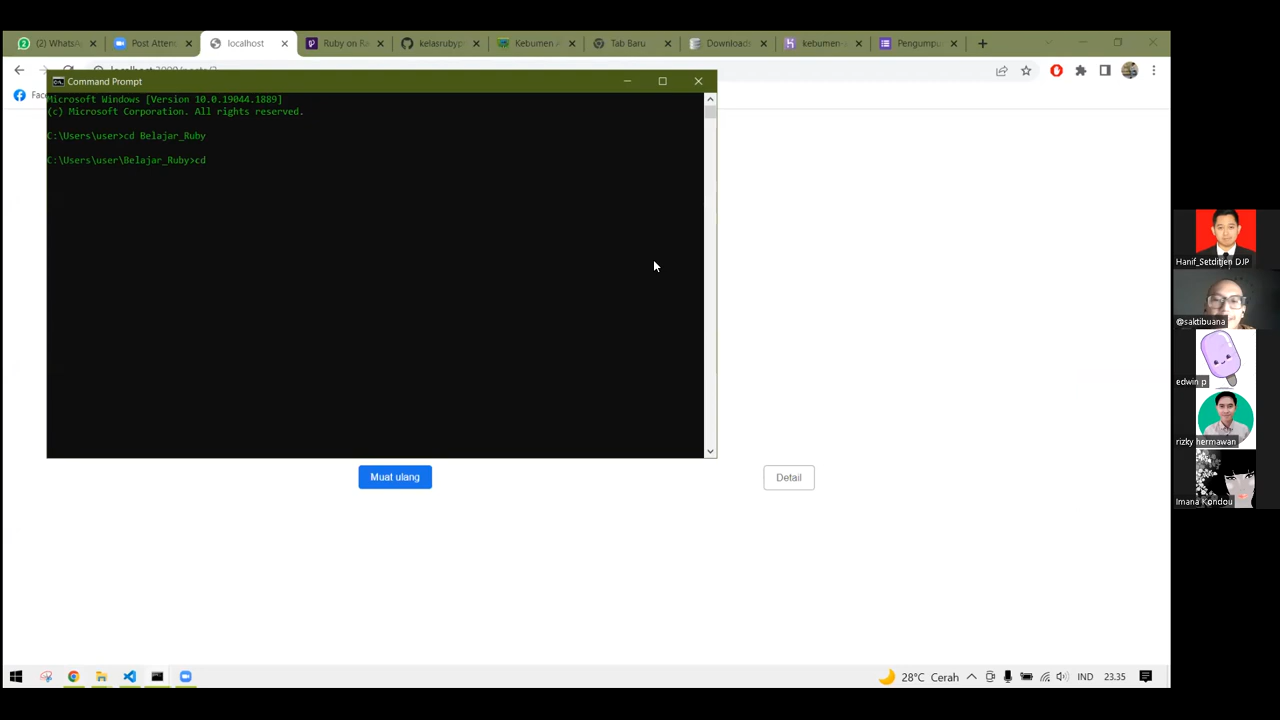 (2) WhatsA
Post Atten
localhost
Ruby on Ra
kelasrubyp
Kebumen A
Tab Baru
Download
kebumen-
Pengumpu
Command Prompt
Microsoft Windows [Version 10.0.19044.1889]
(c) Microsoft Corporation. All rights reserved.
C:\Users\user>cd Belajar_Ruby
C:\Users\user\Belajar_Ruby>cd
Muat ulang
Detail
Hanif_Setditjen DJP
@saktibuana
edwin p
rizky hermawan
Imana Kondou
28°C Cerah
IND
23.35